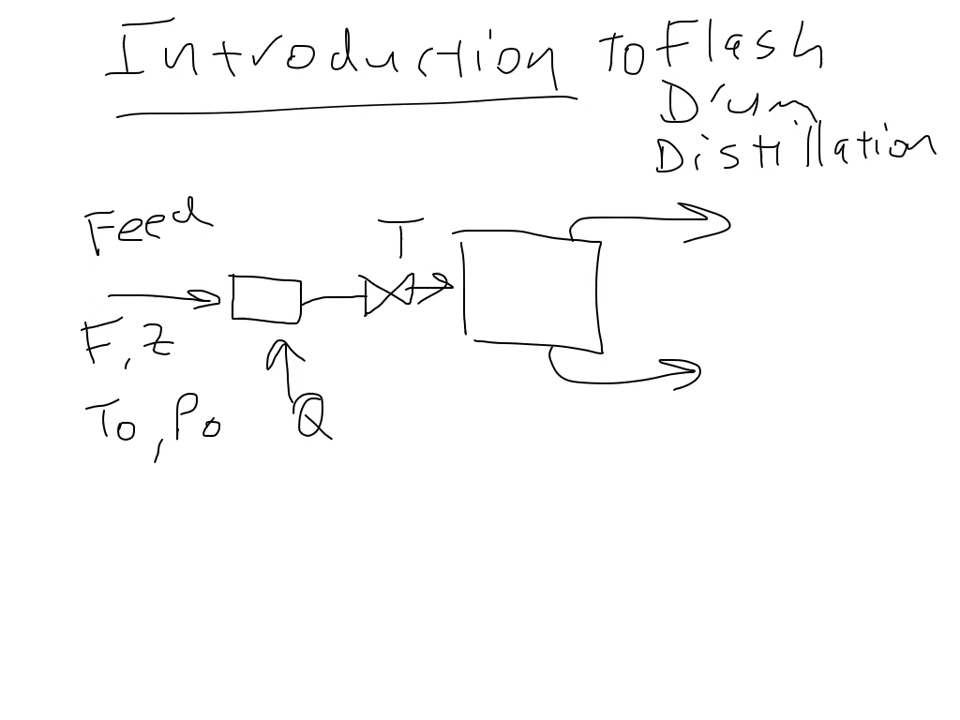 Introduction To Flash
Drum
Distillation
Feed
T
F, Z
To, Po
Q